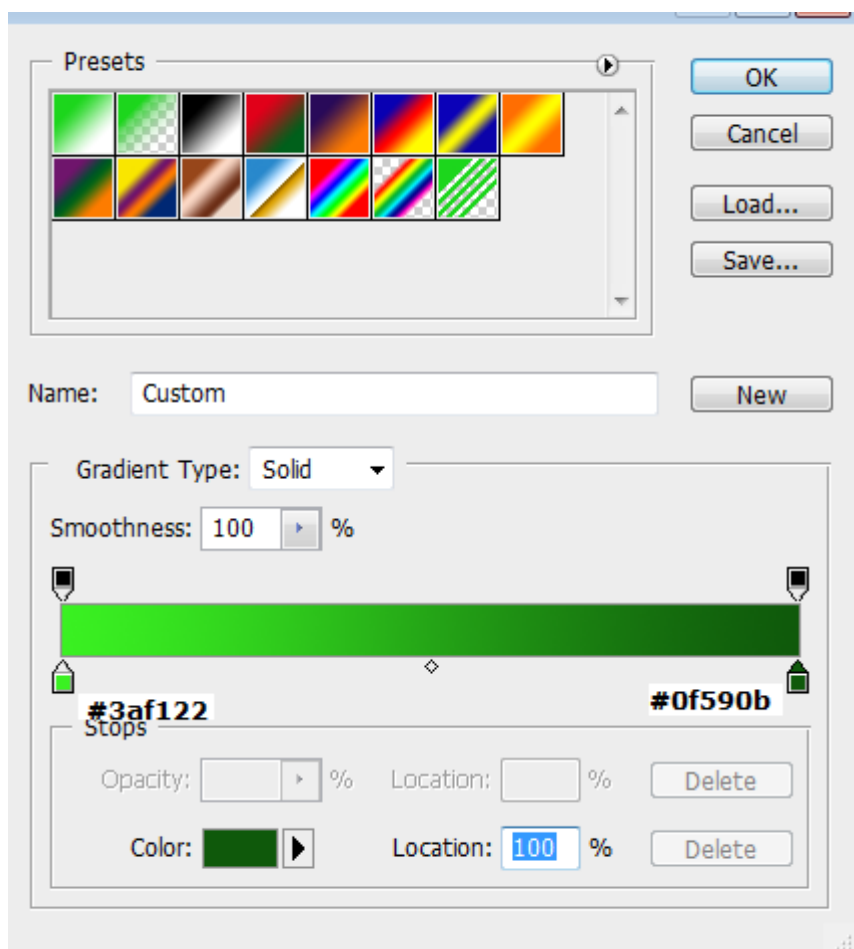 Presets
OK
Cancel
Load...
Save...
Name: Custom
New
Gradient Type: Solid
Smoothness: 100 %
#3af122
#0f590b
Stops
Opacity: % Location: % Delete
Color: Location: 100 % Delete